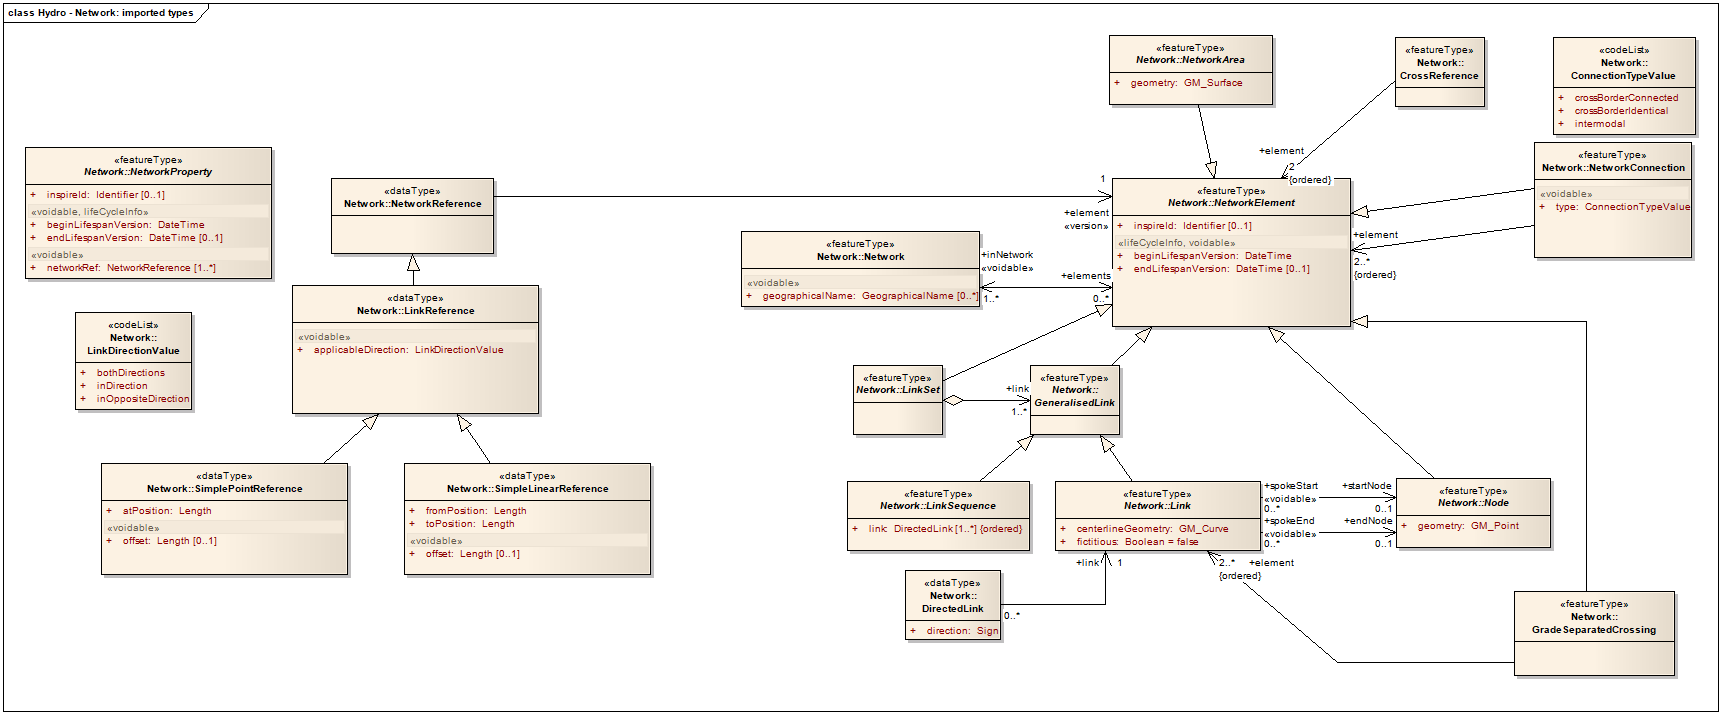 class Hydro - Network: imported types
«featureType»
Network::NetworkArea
+ geometry: GM_Surface
«featureType»
Network::
CrossReference
«codeList»
Network::
ConnectionTypeValue
+ crossBorderConnected
+ crossBorderIdentical
+ intermodal
«featureType»
Network::NetworkProperty
+ inspireId: Identifier [0..1]
«voidable, lifeCycleInfo»
+ beginLifespanVersion: DateTime
+ endLifespanVersion: DateTime [0..1]
«voidable»
+ networkRef: NetworkReference [1..*]
«dataType»
Network::NetworkReference
1
+element
«version»
+element
2
{ordered}
«featureType»
Network::NetworkElement
+ inspireId: Identifier [0..1]
«lifeCycleInfo, voidable»
+ beginLifespanVersion: DateTime
+ endLifespanVersion: DateTime [0..1]
«featureType»
Network::NetworkConnection
«voidable»
+ type: ConnectionTypeValue
+element
2..*
{ordered}
«featureType»
Network::Network
«voidable»
+ geographicalName: GeographicalName [0..*]
+inNetwork
«voidable»
1..*
+elements
0..*
«dataType»
Network::LinkReference
«voidable»
+ applicableDirection: LinkDirectionValue
«codeList»
Network::
LinkDirectionValue
+ bothDirections
+ inDirection
+ inOppositeDirection
«featureType»
Network::LinkSet
+link
1..*
«featureType»
Network::
GeneralisedLink
«dataType»
Network::SimplePointReference
+ atPosition: Length
«voidable»
+ offset: Length [0..1]
«dataType»
Network::SimpleLinearReference
+ fromPosition: Length
+ toPosition: Length
«voidable»
+ offset: Length [0..1]
«featureType»
Network::LinkSequence
+ link: DirectedLink [1..*] {ordered}
«featureType»
Network::Link
+ centerlineGeometry: GM_Curve
+ fictitious: Boolean = false
+spokeStart
«voidable»
0..*
+startNode
0..1
+spokeEnd
«voidable»
0..*
+endNode
0..1
«featureType»
Network::Node
+ geometry: GM_Point
+link 1
2..* +element
{ordered}
«dataType»
Network::
DirectedLink
+ direction: Sign
0..*
«featureType»
Network::
GradeSeparatedCrossing